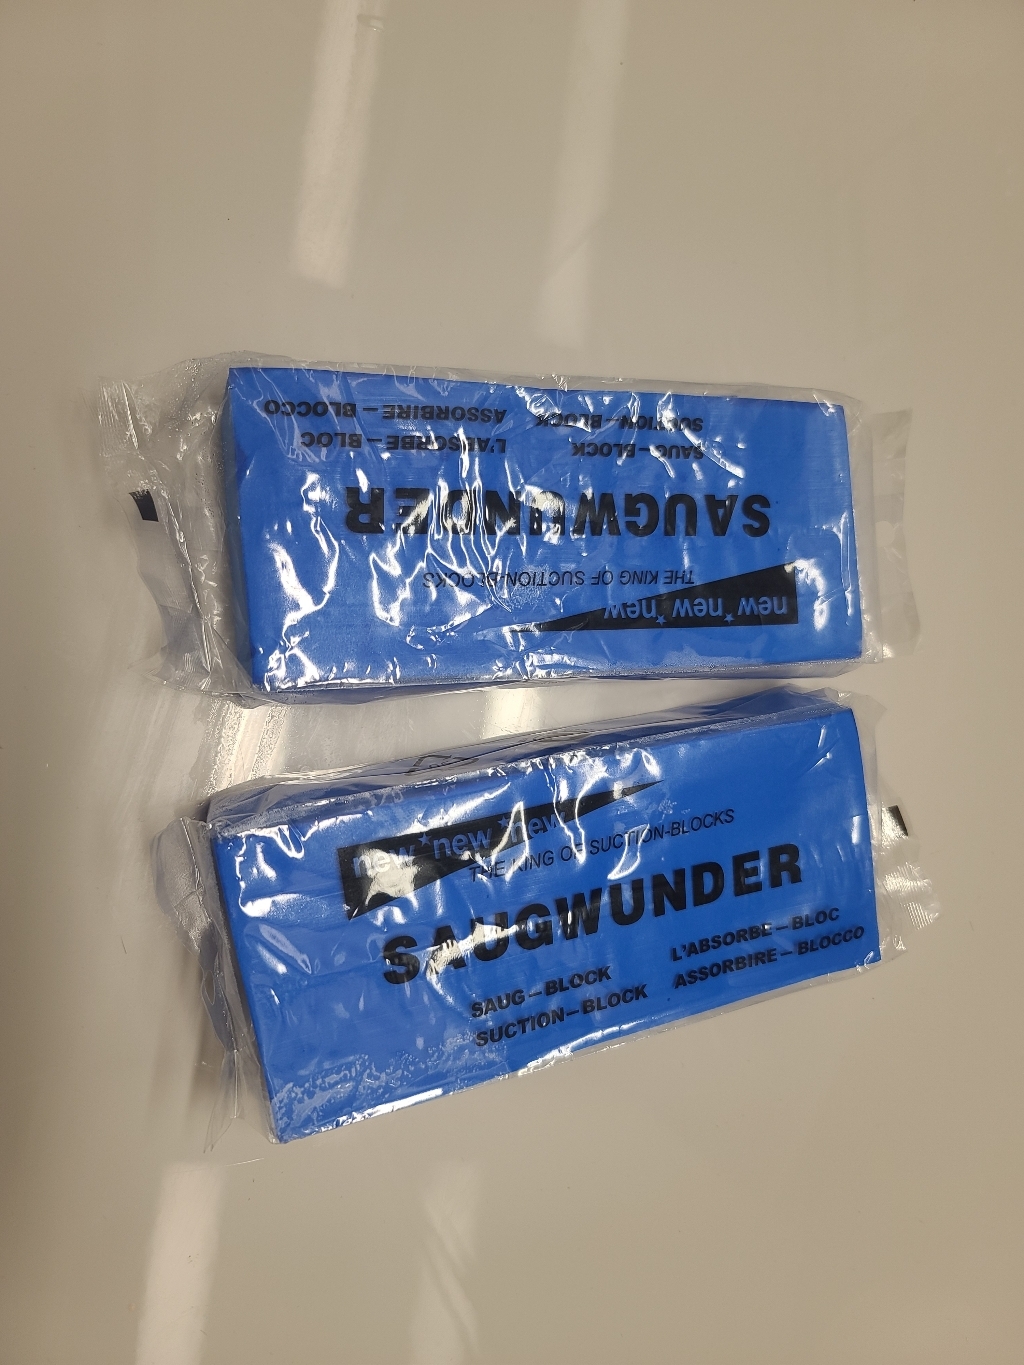 new*new*new
THE KING OF SUCTION-BLOCKS
SAUGWUNDER
SAUG–BLOCK L'ABSORBE–BLOC
SUCTION–BLOCK ASSORBIRE–BLOCCO
new*new*new
THE KING OF SUCTION-BLOCKS
SAUGWUNDER
SAUG–BLOCK L'ABSORBE–BLOC
SUCTION–BLOCK ASSORBIRE–BLOCCO